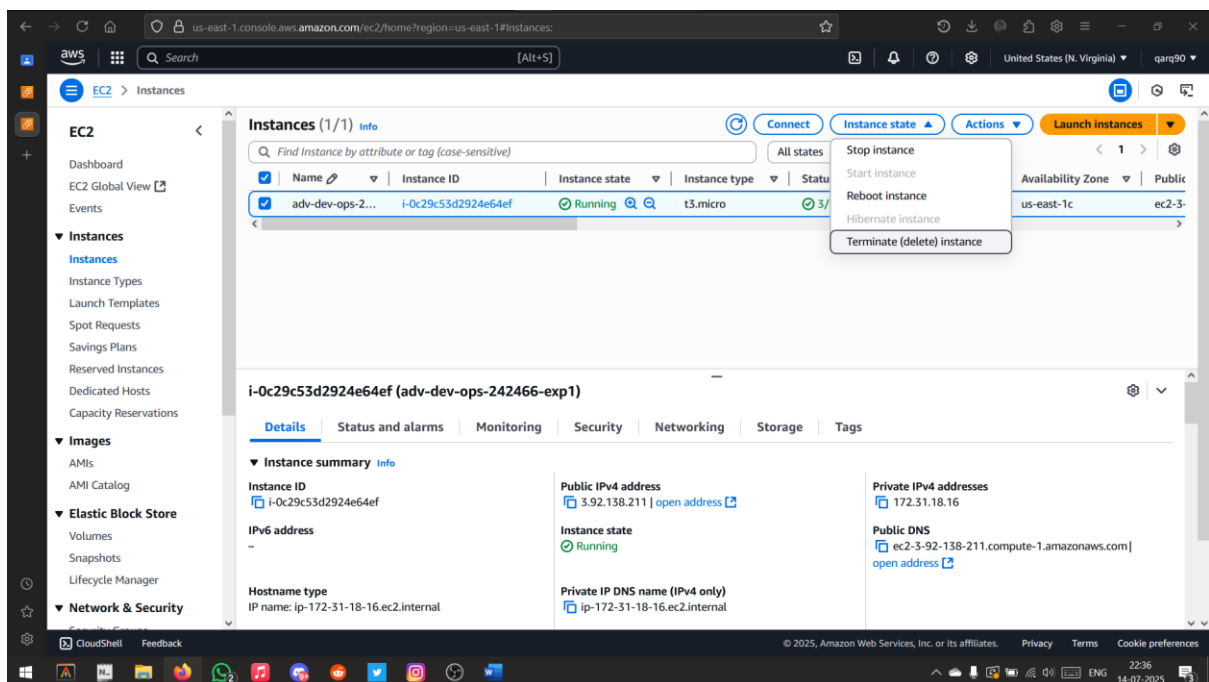 us-east-1.console.aws.amazon.com/ec2/home?region=us-east-1#Instances:
aws
Search
[Alt+S]
United States (N. Virginia)
qarq90
EC2 > Instances
EC2
Dashboard
EC2 Global View
Events
Instances
Instances
Instance Types
Launch Templates
Spot Requests
Savings Plans
Reserved Instances
Dedicated Hosts
Capacity Reservations
Images
AMIs
AMI Catalog
Elastic Block Store
Volumes
Snapshots
Lifecycle Manager
Network & Security
Instances (1/1) Info
Connect
Instance state
Actions
Launch instances
Find Instance by attribute or tag (case-sensitive)
All states
1
Stop instance
Start instance
Reboot instance
Hibernate instance
Terminate (delete) instance
Name Instance ID Instance state Instance type Statu Availability Zone Public
adv-dev-ops-2... i-0c29c53d2924e64ef Running t3.micro 3/ us-east-1c ec2-3-
i-0c29c53d2924e64ef (adv-dev-ops-242466-exp1)
Details Status and alarms Monitoring Security Networking Storage Tags
Instance summary Info
Instance ID
i-0c29c53d2924e64ef
Public IPv4 address
3.92.138.211 | open address
Private IPv4 addresses
172.31.18.16
IPv6 address
–
Instance state
Running
Public DNS
ec2-3-92-138-211.compute-1.amazonaws.com |
open address
Hostname type
IP name: ip-172-31-18-16.ec2.internal
Private IP DNS name (IPv4 only)
ip-172-31-18-16.ec2.internal
CloudShell Feedback
© 2025, Amazon Web Services, Inc. or its affiliates. Privacy Terms Cookie preferences
ENG
22:36
14-07-2025